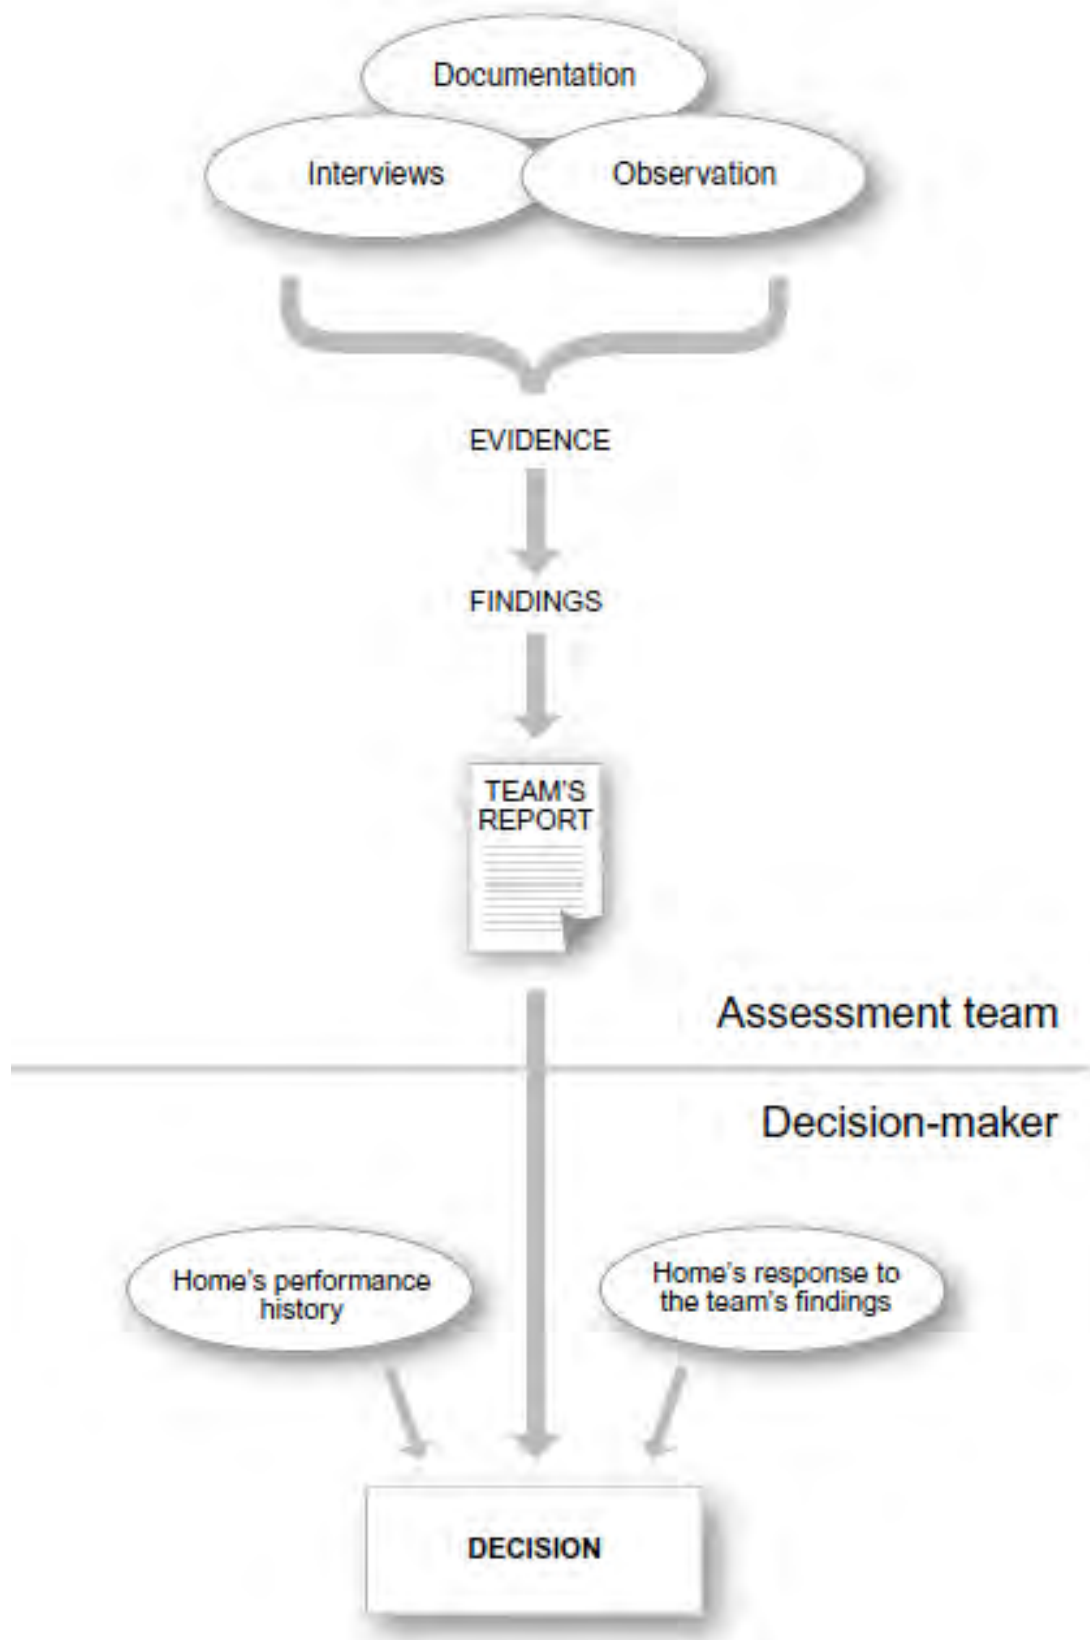 Documentation
Interviews
Observation
EVIDENCE
FINDINGS
TEAM'S
REPORT
Assessment team
Decision-maker
Home's performance
history
Home's response to
the team's findings
DECISION